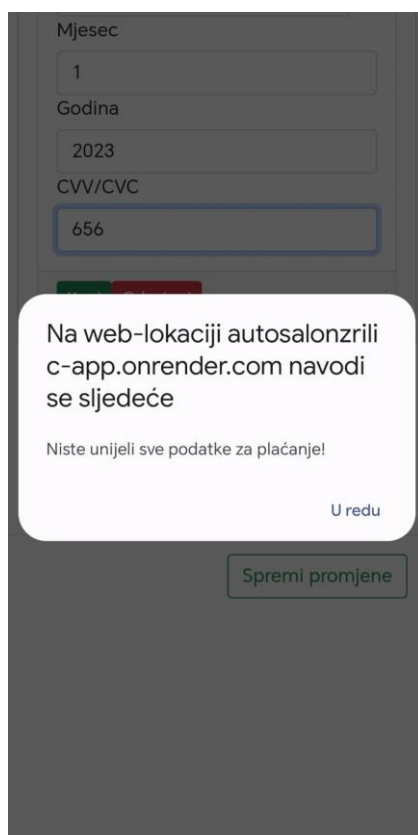 Mjesec
1
Godina
2023
CVV/CVC
656
Na web-lokaciji autosalonzrili
c-app.onrender.com navodi
se sljedeće
Niste unijeli sve podatke za plaćanje!
U redu
Spremi promjene